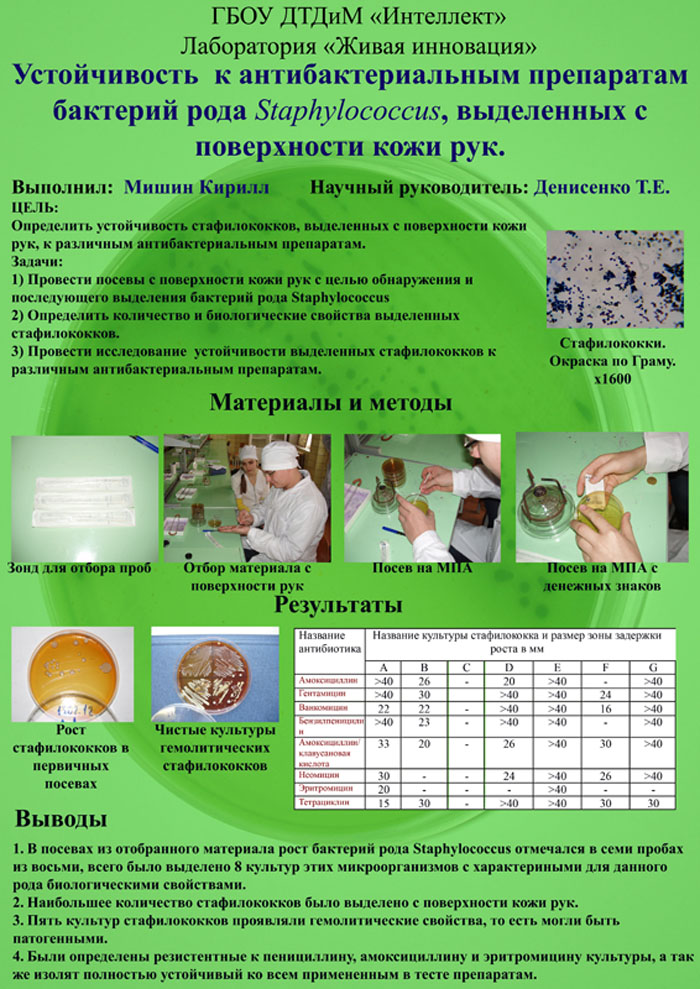 ГБОУ ДТДиМ «Интеллект»
Лаборатория «Живая инновация»
Устойчивость к антибактериальным препаратам
бактерий рода Staphylococcus, выделенных с
поверхности кожи рук.
Выполнил: Мишин Кирилл Научный руководитель: Денисенко Т.Е.
ЦЕЛЬ:
Определить устойчивость стафилококков, выделенных с поверхности кожи
рук, к различным антибактериальным препаратам.
Задачи:
1) Провести посевы с поверхности кожи рук с целью обнаружения и
последующего выделения бактерий рода Staphylococcus
2) Определить количество и биологические свойства выделенных
стафилококков.
3) Провести исследование устойчивости выделенных стафилококков к
различным антибактериальным препаратам.
Стафилококки.
Окраска по Граму.
х1600
Материалы и методы
Зонд для отбора проб
Отбор материала с
поверхности рук
Посев на МПА
Посев на МПА с
денежных знаков
Результаты
Рост
стафилококков в
первичных
посевах
Чистые культуры
гемолитических
стафилококков
Название
антибиотика
Название культуры стафилококка и размер зоны задержки
роста в мм
A B C D E F G
Амоксициллин >40 26 - 20 >40 - >40
Гентамицин >40 30 >40 >40 24 >40
Ванкомицин 22 22 - >40 >40 16 >40
Бензилпеницилли
н >40 23 - >40 >40 - >40
Амоксициллин/
клавусановая
кислота 33 20 - 26 >40 30 >40
Неомицин 30 - - 24 >40 26 >40
Эритромицин 20 - - - >40 - -
Тетрациклин 15 30 - >40 >40 30 30
Выводы
1. В посевах из отобранного материала рост бактерий рода Staphylococcus отмечался в семи пробах
из восьми, всего было выделено 8 культур этих микроорганизмов с характериными для данного
рода биологическими свойствами.
2. Наибольшее количество стафилококков было выделено с поверхности кожи рук.
3. Пять культур стафилококков проявляли гемолитические свойства, то есть могли быть
патогенными.
4. Были определены резистентные к пенициллину, амоксициллину и эритромицину культуры, а так
же изолят полностью устойчивый ко всем примененным в тесте препаратам.